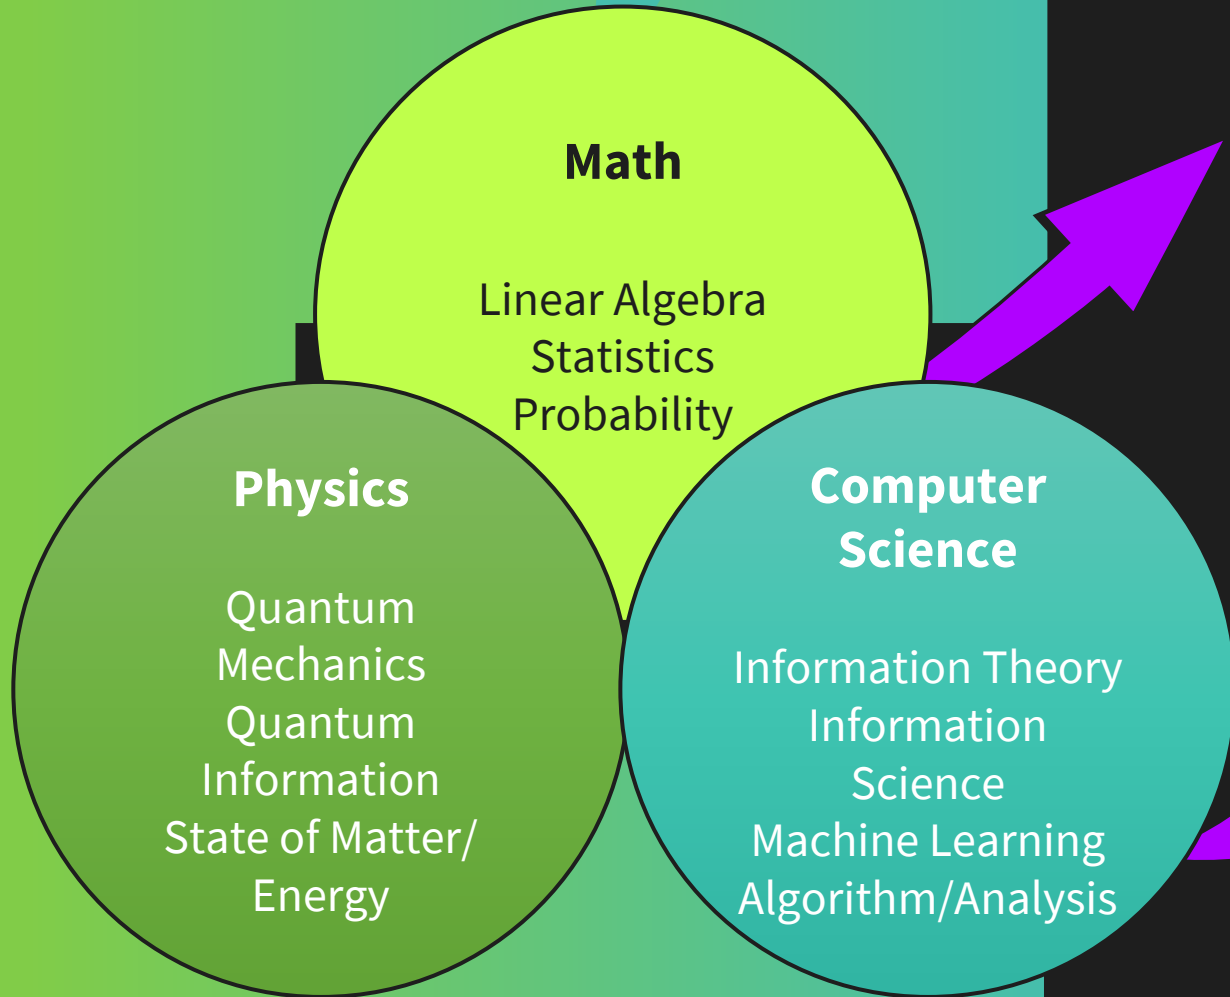 Math
Linear Algebra
Statistics
Probability
Physics
Quantum
Mechanics
Quantum
Information
State of Matter/
Energy
Computer
Science
Information Theory
Information
Science
Machine Learning
Algorithm/Analysis